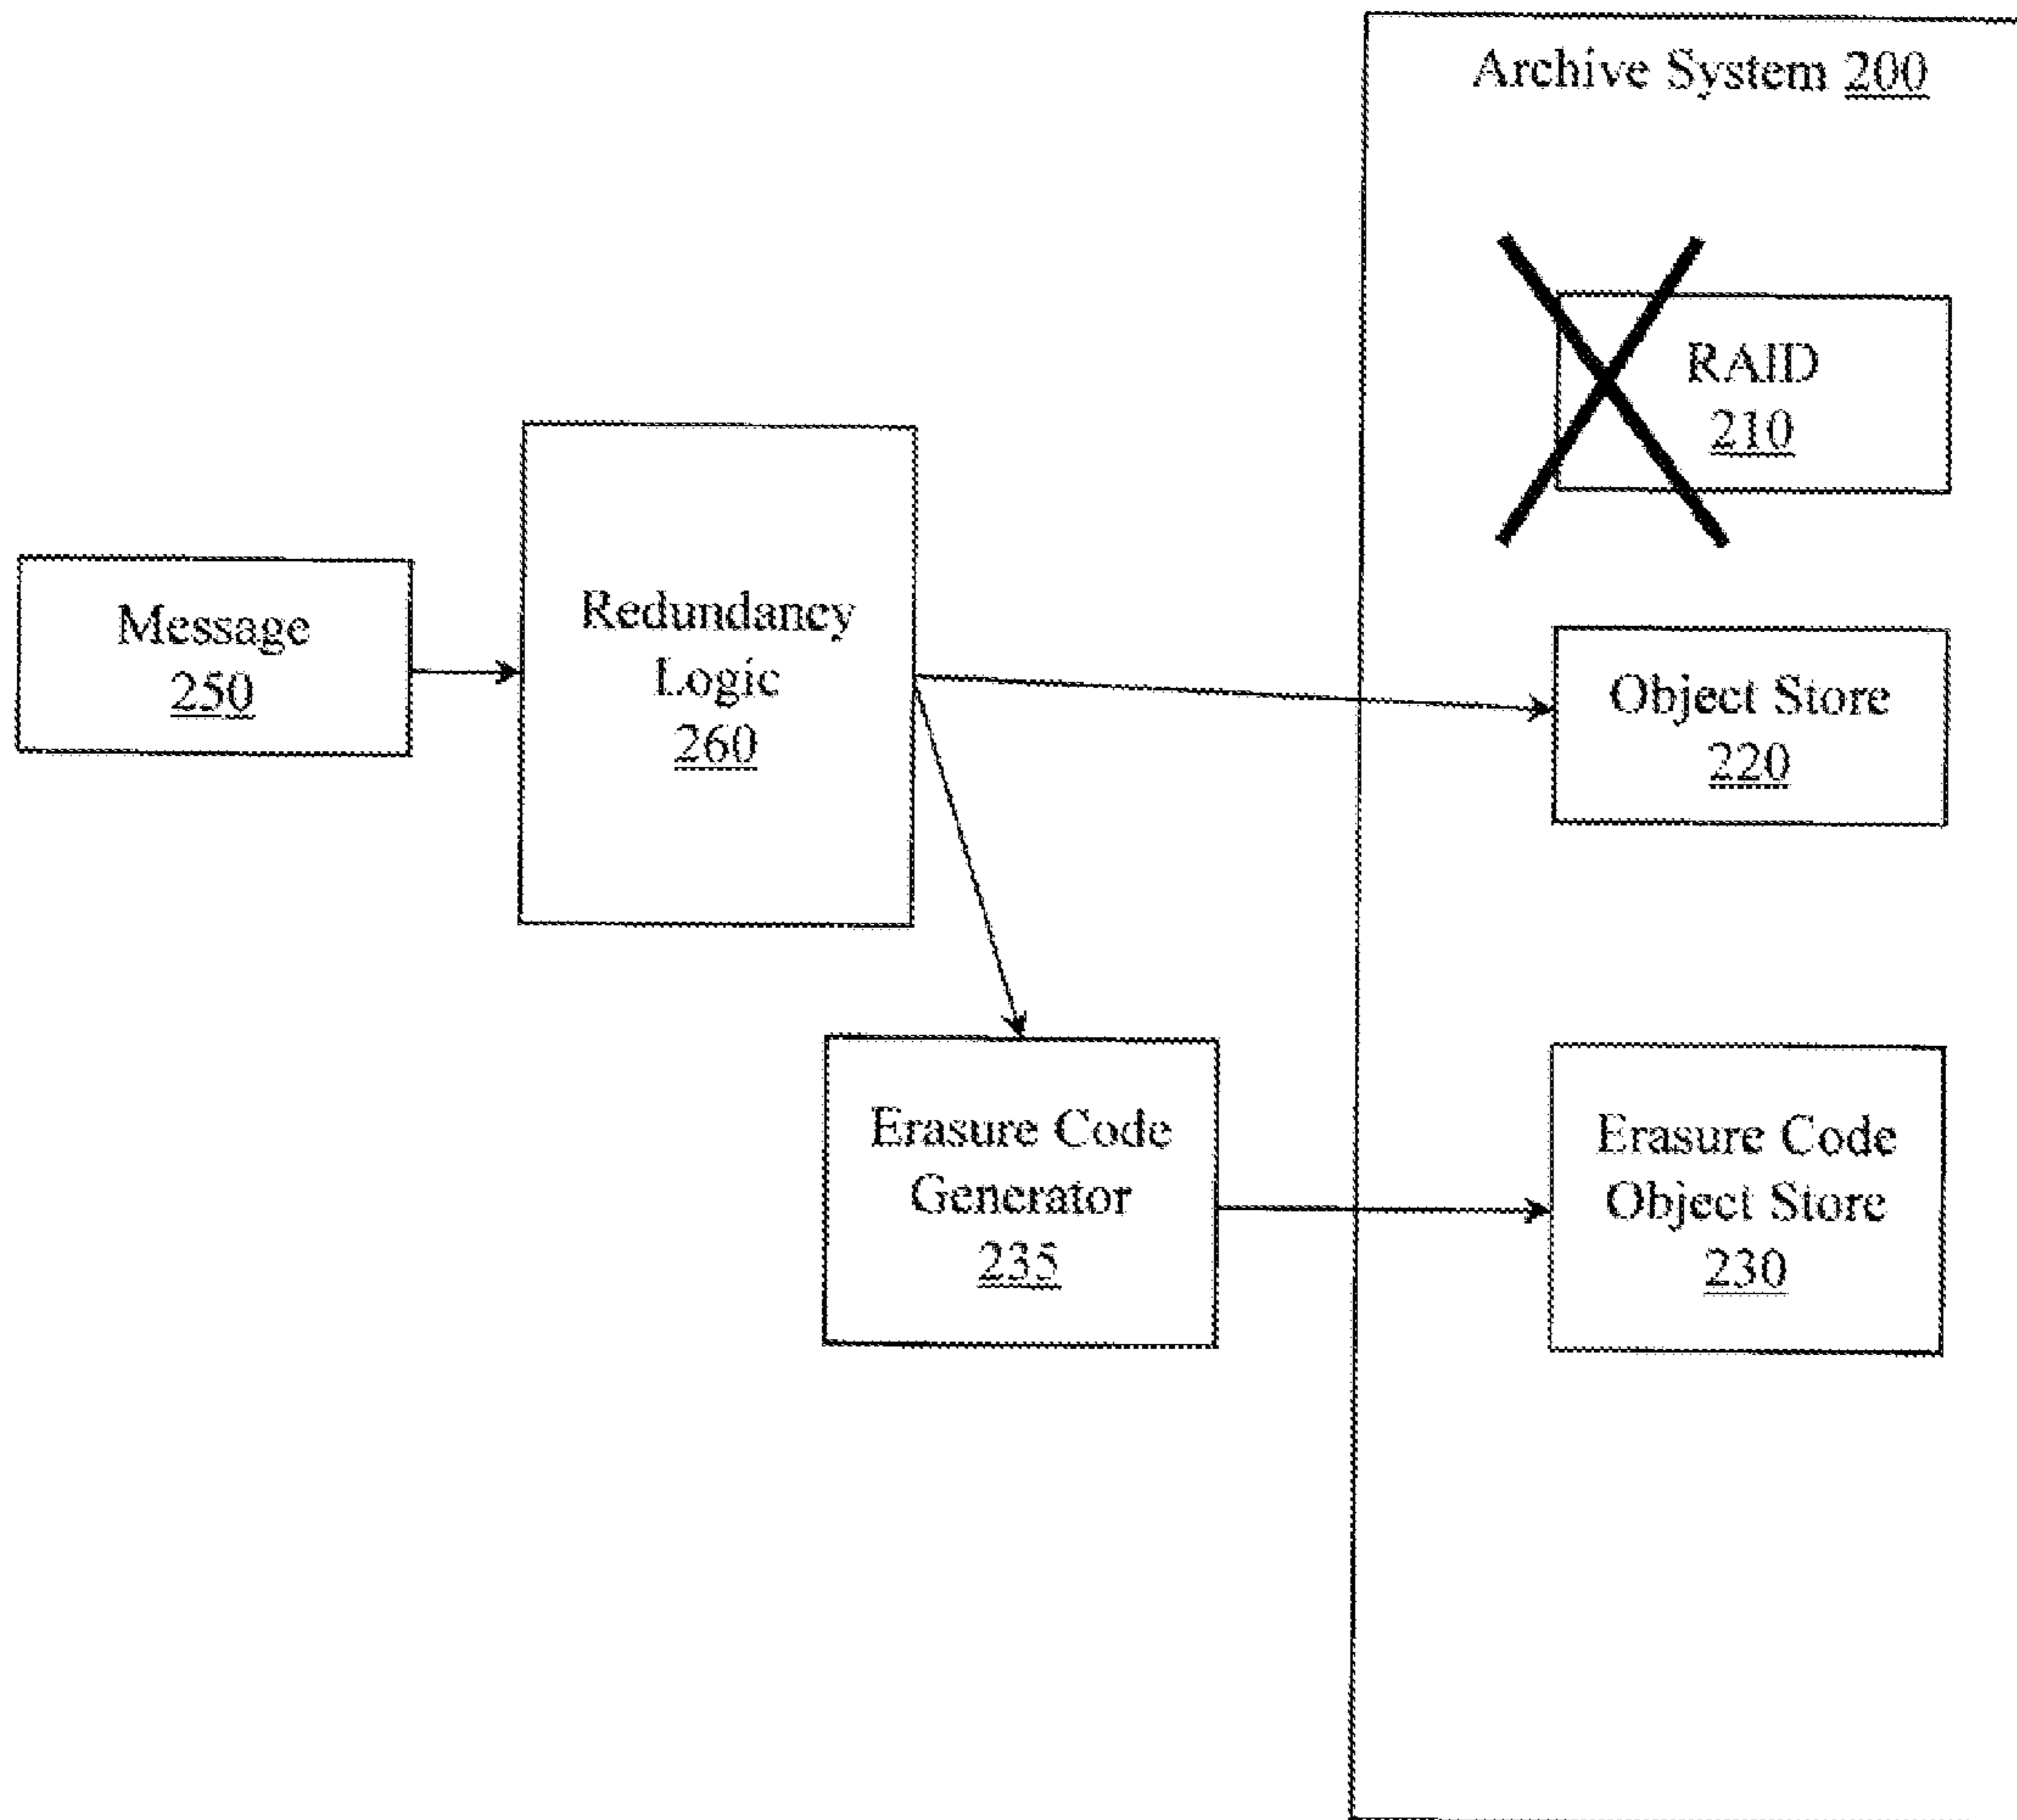 Archive System 200
RAID
210
Message
250
Redundancy
Logic
260
Object Store
220
Erasure Code
Generator
235
Erasure Code
Object Store
230